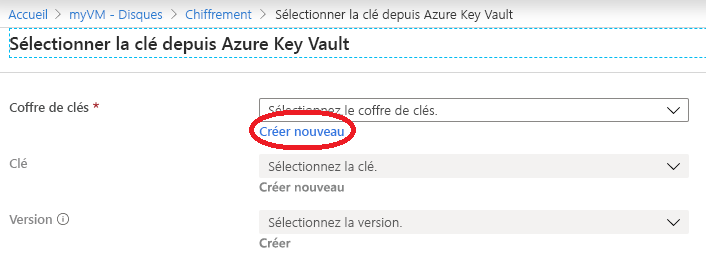 Accueil > myVM - Disques > Chiffrement > Sélectionner la clé depuis Azure Key Vault
Sélectionner la clé depuis Azure Key Vault
Coffre de clés * Sélectionnez le coffre de clés.
Créer nouveau
Clé Sélectionnez la clé.
Créer nouveau
Version Sélectionnez la version.
Créer